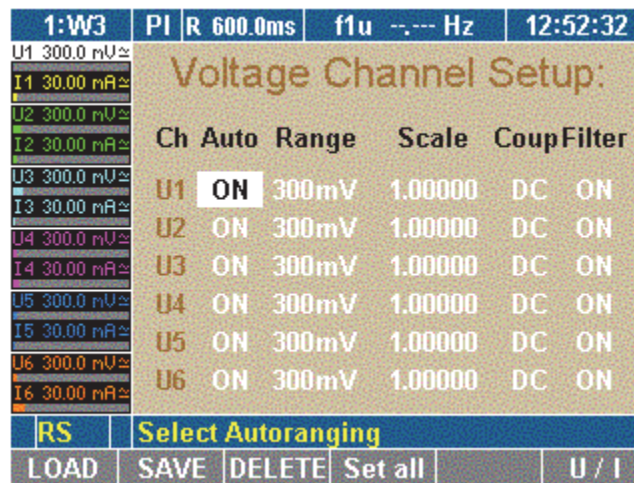 1:W3 PI R 600.0ms f1u --.--- Hz 12:52:32
U1 300.0 mV≃
I1 30.00 mA≃
U2 300.0 mV≃
I2 30.00 mA≃
U3 300.0 mV≃
I3 30.00 mA≃
U4 300.0 mV≃
I4 30.00 mA≃
U5 300.0 mV≃
I5 30.00 mA≃
U6 300.0 mV≃
I6 30.00 mA≃
Voltage Channel Setup:
Ch Auto Range Scale Coup Filter
U1 ON 300mV 1.00000 DC ON
U2 ON 300mV 1.00000 DC ON
U3 ON 300mV 1.00000 DC ON
U4 ON 300mV 1.00000 DC ON
U5 ON 300mV 1.00000 DC ON
U6 ON 300mV 1.00000 DC ON
RS Select Autoranging
LOAD SAVE DELETE Set all U / I